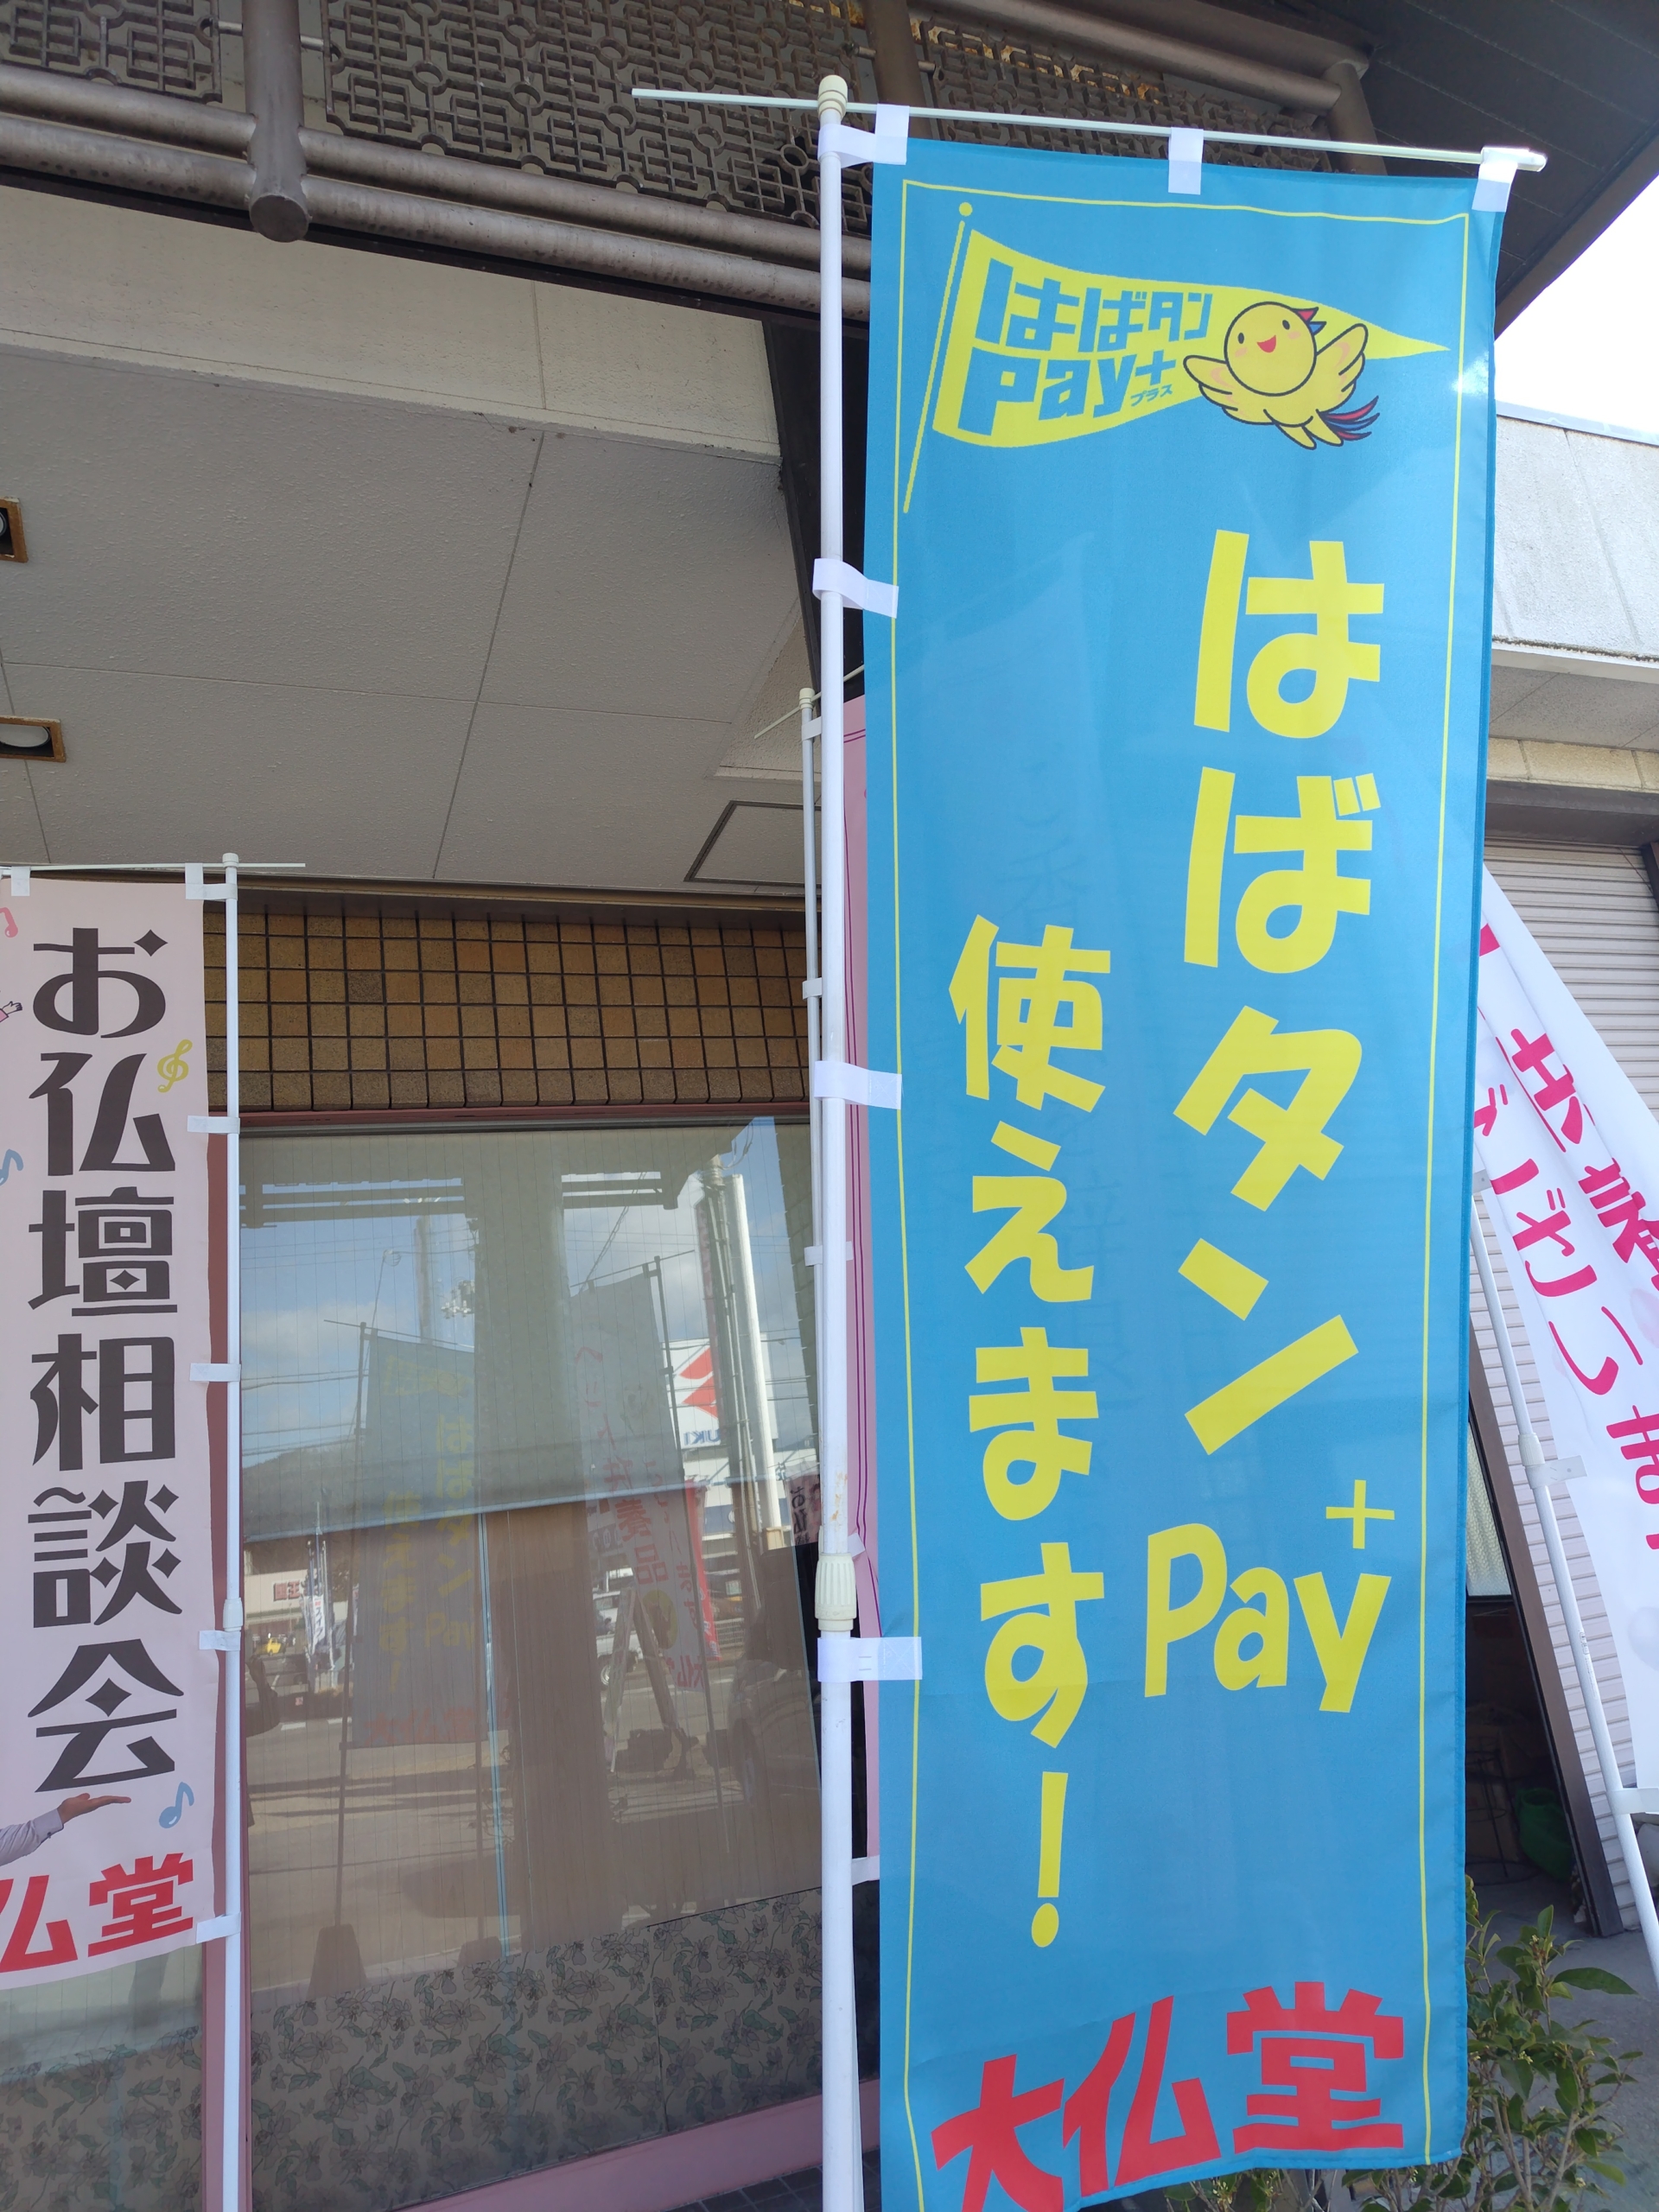 はばタン
Pay+
プラス
はばタンPay+
使えます！
大仏堂
お仏壇相談会
仏堂